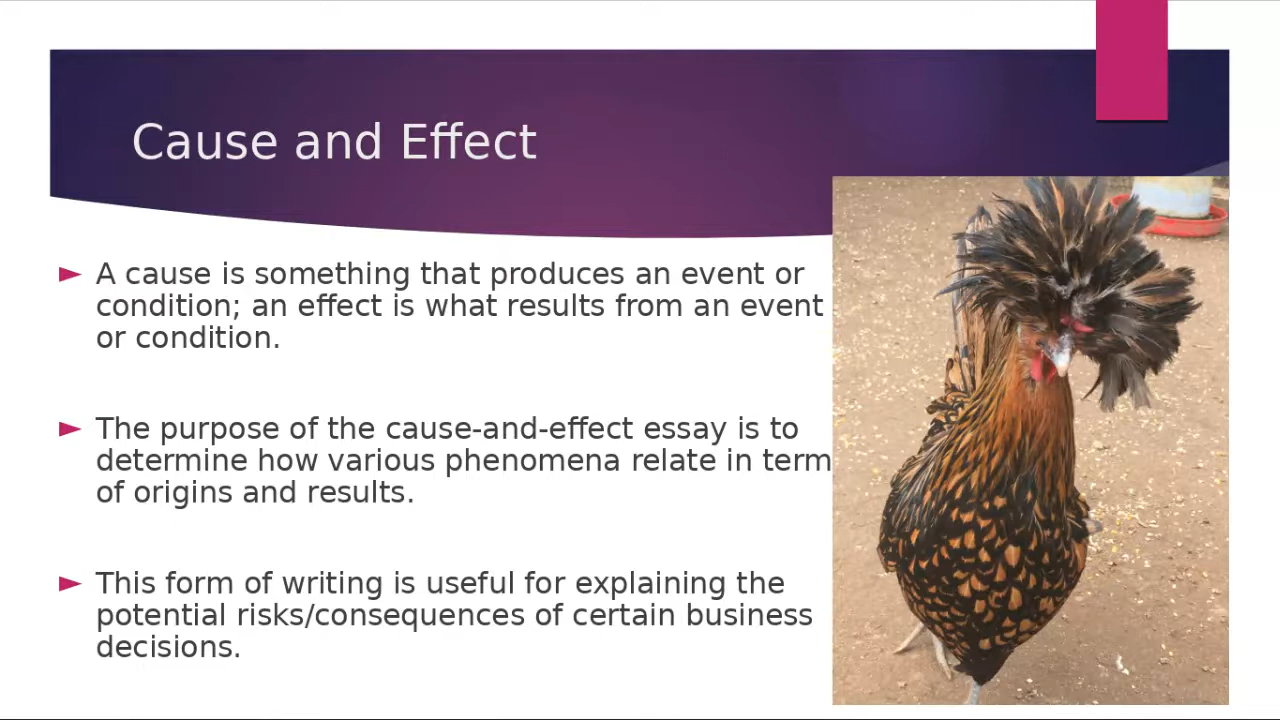 Cause and Effect
A cause is something that produces an event or
condition; an effect is what results from an event
or condition.
The purpose of the cause-and-effect essay is to
determine how various phenomena relate in term
of origins and results.
This form of writing is useful for explaining the
potential risks/consequences of certain business
decisions.